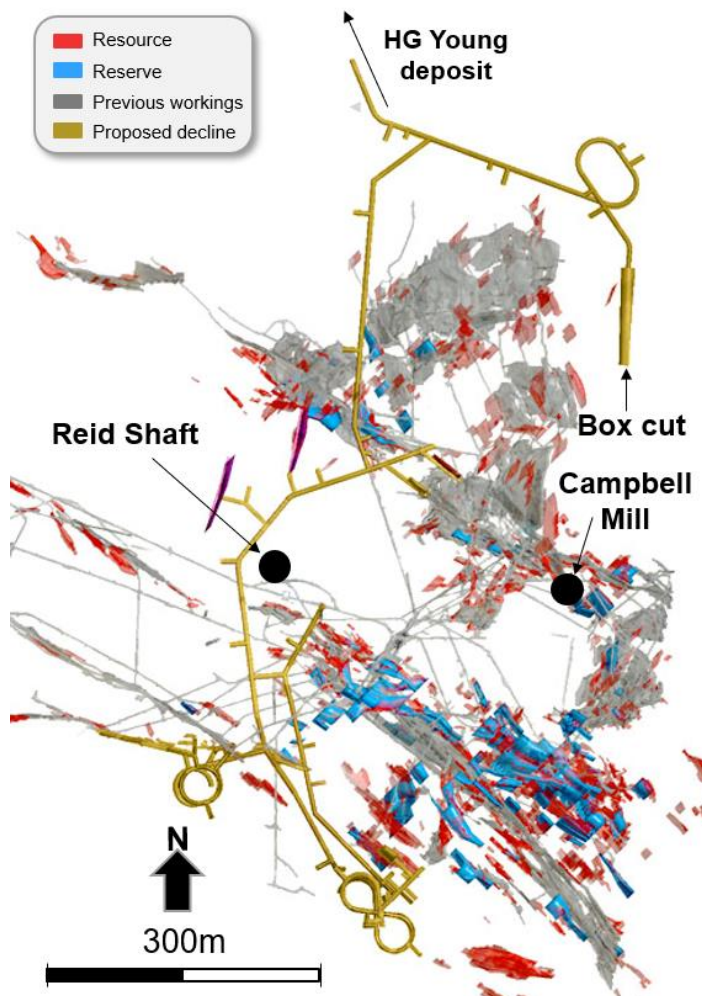 Resource
Reserve
Previous workings
Proposed decline
HG Young
deposit
Reid Shaft
Box cut
Campbell
Mill
N
300m